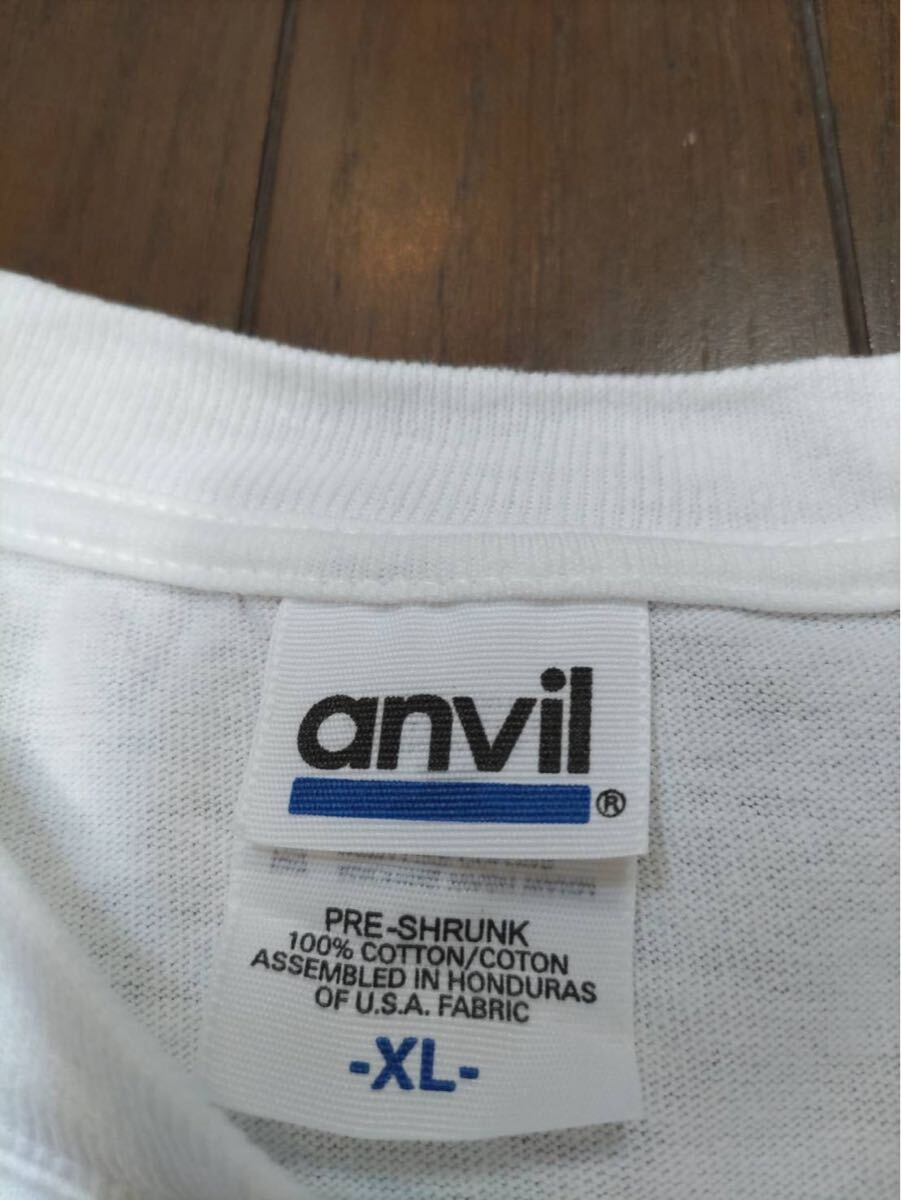 anvil
®
PRE-SHRUNK
100% COTTON/COTON
ASSEMBLED IN HONDURAS
OF U.S.A. FABRIC
-XL-